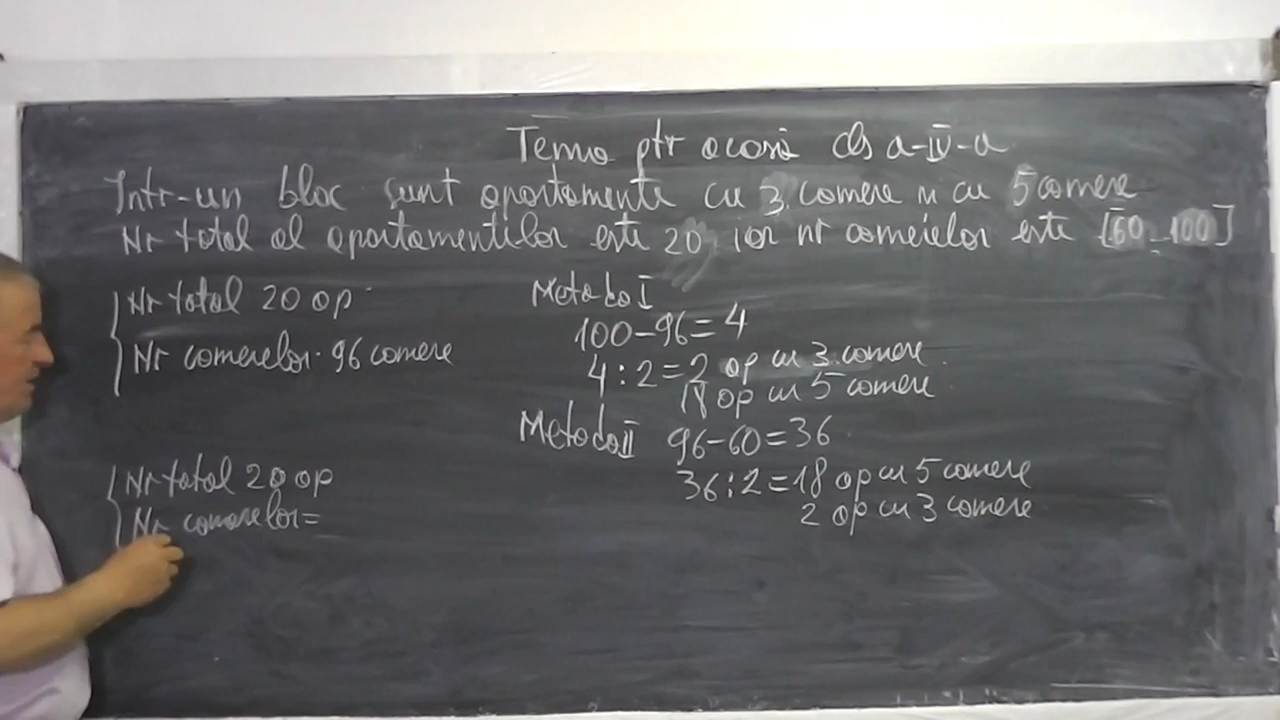 Temă ptr acasă cls a-IV-a
Intr-un bloc sunt apartamente cu 3 camere și cu 5 camere
Nr total al apartamentelor este 20, iar nr camerelor este [60-100]
Nr total 20 ap
Nr camerelor. 96 camere
Metoda I
100-96=4
4:2=2 ap cu 3 camere
18 ap cu 5 camere
Metoda II 96-60=36
36:2=18 ap cu 5 camere
2 ap cu 3 camere
Nr total 20 ap
Nr camerelor=